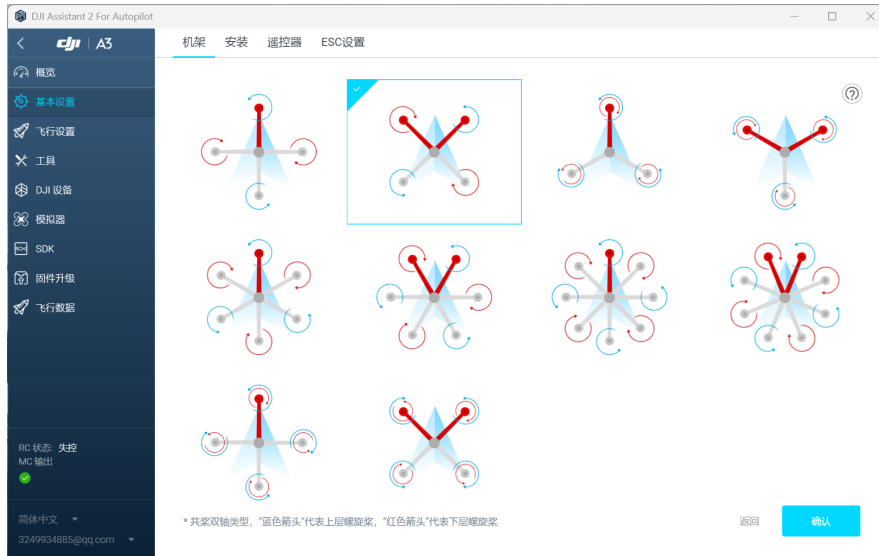 DJI Assistant 2 For Autopilot
dji A3
机架 安装 遥控器 ESC设置
概览
基本设置
飞行设置
工具
DJI 设备
模拟器
SDK
固件升级
飞行数据
RC 状态: 失控
MC 输出
简体中文
3249934885@qq.com
* 共桨双轴类型，“蓝色箭头”代表上层螺旋桨，“红色箭头”代表下层螺旋桨
返回 确认